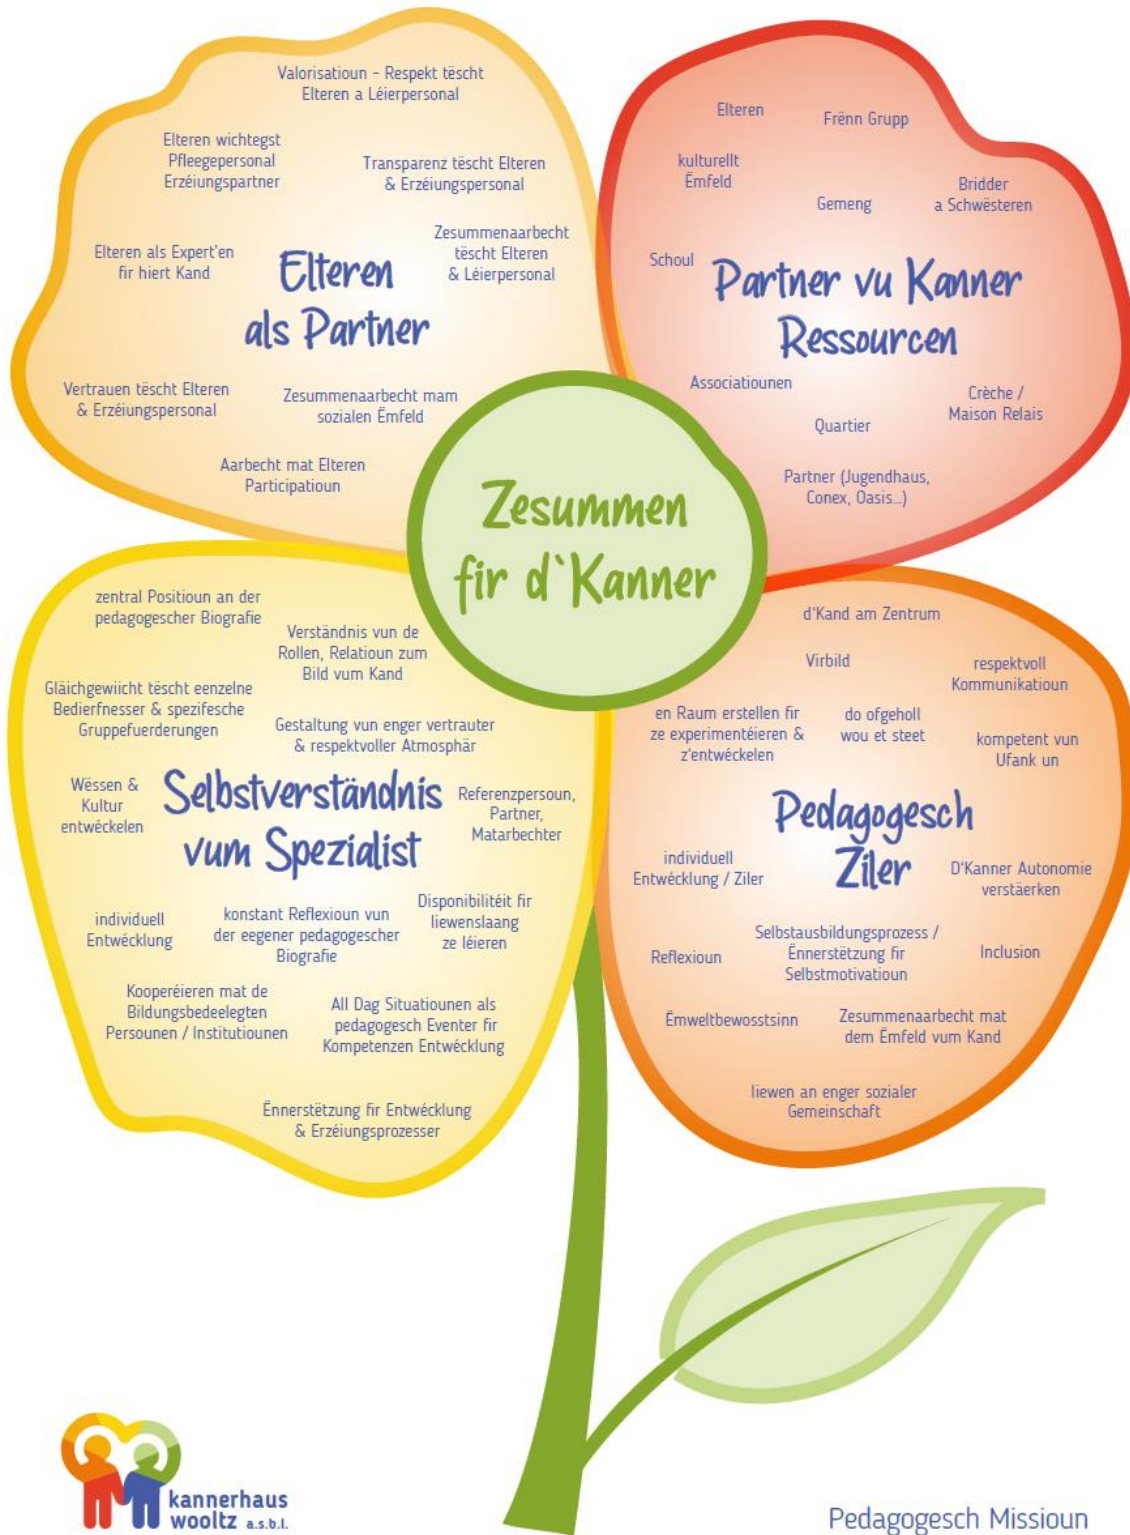 Valorisatioun - Respekt tëscht
Elteren a Léierpersonal
Elteren wichtegst
Pfleegepersonal
Erzéiungspartner
Transparenz tëscht Elteren
& Erzéiungspersonal
Elteren als Expert'en
fir hiert Kand
Zesummenaarbecht
tëscht Elteren
& Léierpersonal
Elteren
als Partner
Vertrauen tëscht Elteren
& Erzéiungspersonal
Zesummenaarbecht mam
sozialen Ëmfeld
Aarbecht mat Elteren
Participatioun
Elteren
Frënn Grupp
kulturellt
Ëmfeld
Bridder
a Schwësteren
Gemeng
Schoul
Partner vu Kanner
Ressourcen
Associatiounen
Crèche /
Maison Relais
Quartier
Partner (Jugendhaus,
Conex, Oasis...)
Zesummen
fir d`Kanner
zentral Positioun an der
pedagogescher Biografie
Verständnis vun de
Rollen, Relatioun zum
Bild vum Kand
Gläichgewiicht tëscht eenzelne
Bedierfnesser & spezifesche
Gruppefuerderungen
Gestaltung vun enger vertrauter
& respektvoller Atmosphär
Wëssen &
Kultur
entwéckelen
Selbstverständnis
vum Spezialist
Referenzpersoun,
Partner,
Matarbechter
individuell
Entwécklung
konstant Reflexioun vun
der eegener pedagogescher
Biografie
Disponibilitéit fir
liewenslaang
ze léieren
Kooperéieren mat de
Bildungsbedeelegten
Persounen / Institutiounen
All Dag Situatiounen als
pedagogesch Eventer fir
Kompetenzen Entwécklung
Ënnerstëtzung fir Entwécklung
& Erzéiungsprozesser
d'Kand am Zentrum
Virbild
respektvoll
Kommunikatioun
en Raum erstellen fir
ze experimentéieren &
z'entwéckelen
do ofgeholl
wou et steet
kompetent vun
Ufank un
Pedagogesch
Ziler
individuell
Entwécklung / Ziler
D'Kanner Autonomie
verstäerken
Reflexioun
Selbstausbildungsprozess /
Ënnerstëtzung fir
Selbstmotivatioun
Inclusion
Ëmweltbewosstsinn
Zesummenaarbecht mat
dem Ëmfeld vum Kand
liewen an enger sozialer
Gemeinschaft
kannerhaus
wooltz a.s.b.l.
Pedagogesch Missioun